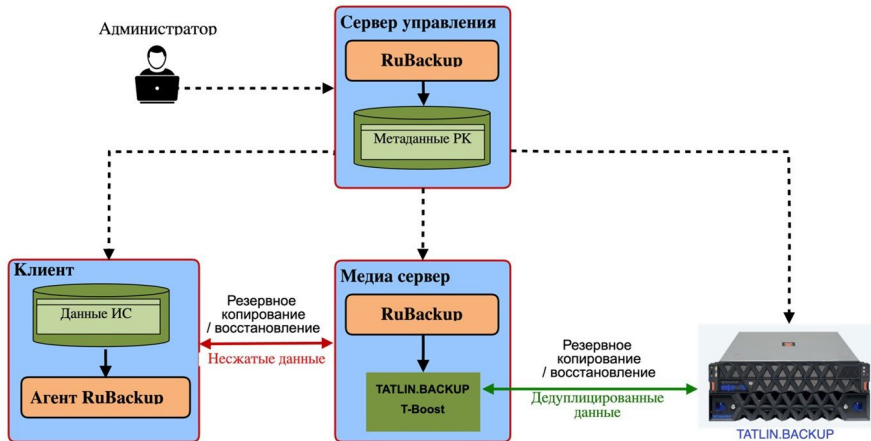 Администратор
Сервер управления
RuBackup
Метаданные РК
Клиент
Данные ИС
Агент RuBackup
Резервное
копирование
/ восстановление
Несжатые данные
Медиа сервер
RuBackup
TATLIN.BACKUP
T-Boost
Резервное
копирование
/ восстановление
Дедуплицированные
данные
TATLIN.BACKUP